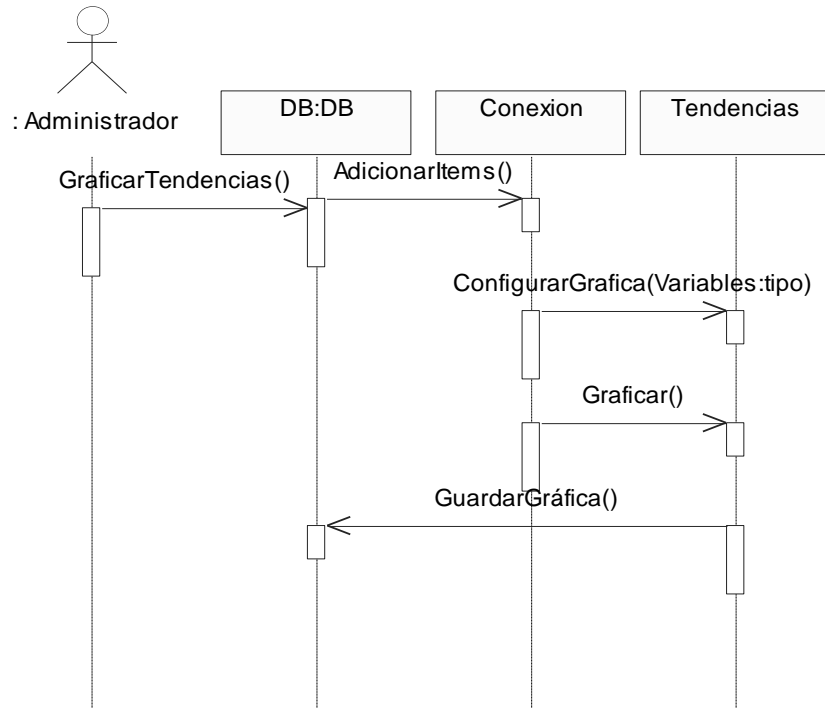 : Administrador
DB:DB
Conexion
Tendencias
GraficarTendencias()
AdicionarItems()
ConfigurarGrafica(Variables:tipo)
Graficar()
GuardarGráfica()